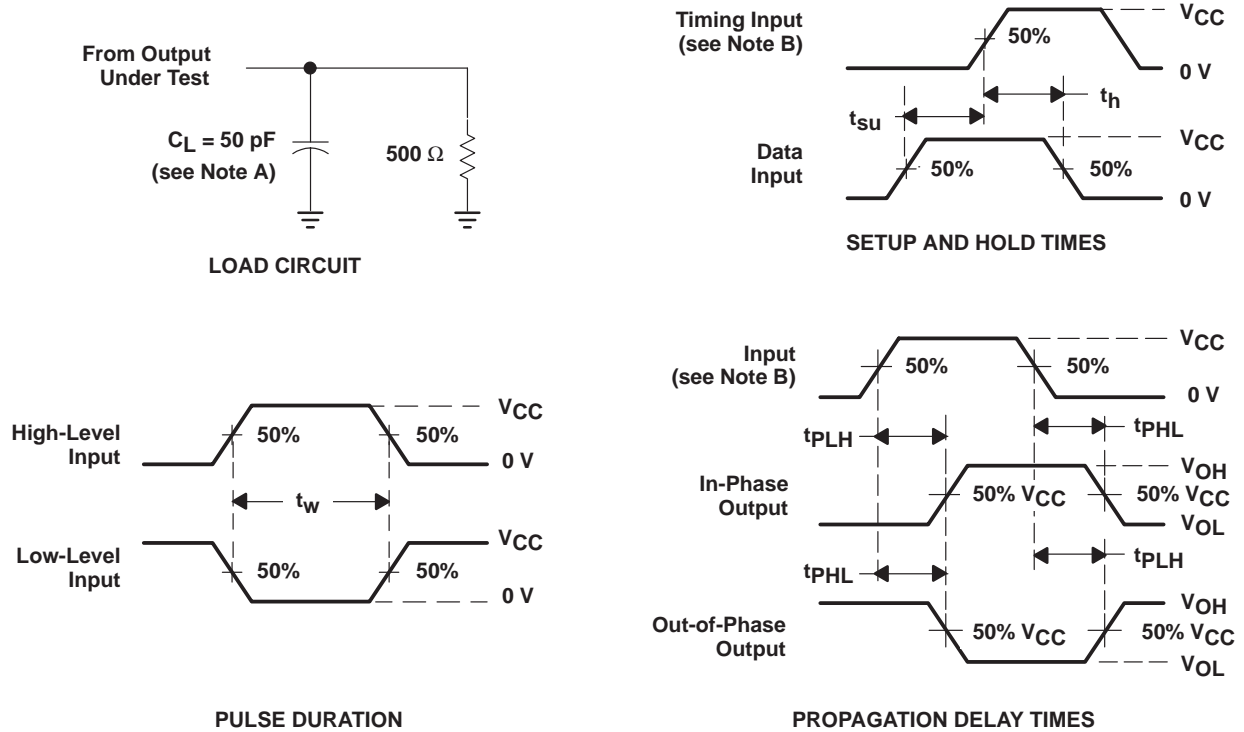 From Output
Under Test
CL = 50 pF
(see Note A)
500 Ω
LOAD CIRCUIT
Timing Input
(see Note B)
50%
VCC
0 V
th
tsu
Data
Input
50%
50%
VCC
0 V
SETUP AND HOLD TIMES
High-Level
Input
50%
50%
VCC
0 V
tw
Low-Level
Input
50%
50%
VCC
0 V
PULSE DURATION
Input
(see Note B)
50%
50%
VCC
0 V
tPLH
tPHL
In-Phase
Output
50% VCC
VOH
50% VCC
VOL
tPHL
tPLH
Out-of-Phase
Output
50% VCC
VOH
50% VCC
VOL
PROPAGATION DELAY TIMES